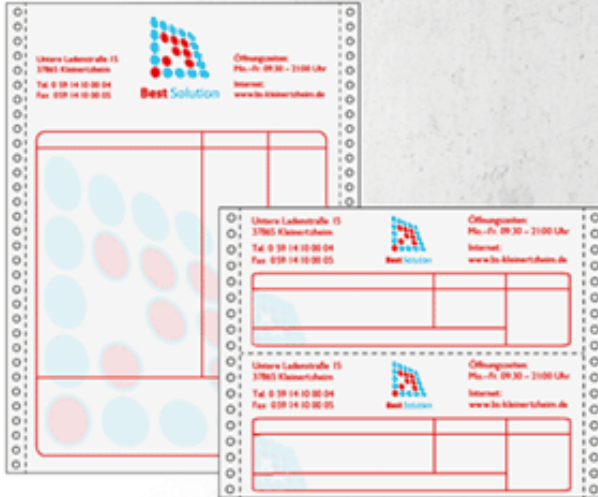 Untere Ladenstraße 15
37865 Kleinertzheim
Tel. 0 59 14 10 00 04
Fax 0 59 14 10 00 05
Best Solution
Öffnungszeiten:
Mo.-Fr. 09:30 – 21:00 Uhr
Internet:
www.bs-kleinertzheim.de
Untere Ladenstraße 15
37865 Kleinertzheim
Tel. 0 59 14 10 00 04
Fax 0 59 14 10 00 05
Best Solution
Öffnungszeiten:
Mo.-Fr. 09:30 – 21:00 Uhr
Internet:
www.bs-kleinertzheim.de
Untere Ladenstraße 15
37865 Kleinertzheim
Tel. 0 59 14 10 00 04
Fax 0 59 14 10 00 05
Best Solution
Öffnungszeiten:
Mo.-Fr. 09:30 – 21:00 Uhr
Internet:
www.bs-kleinertzheim.de